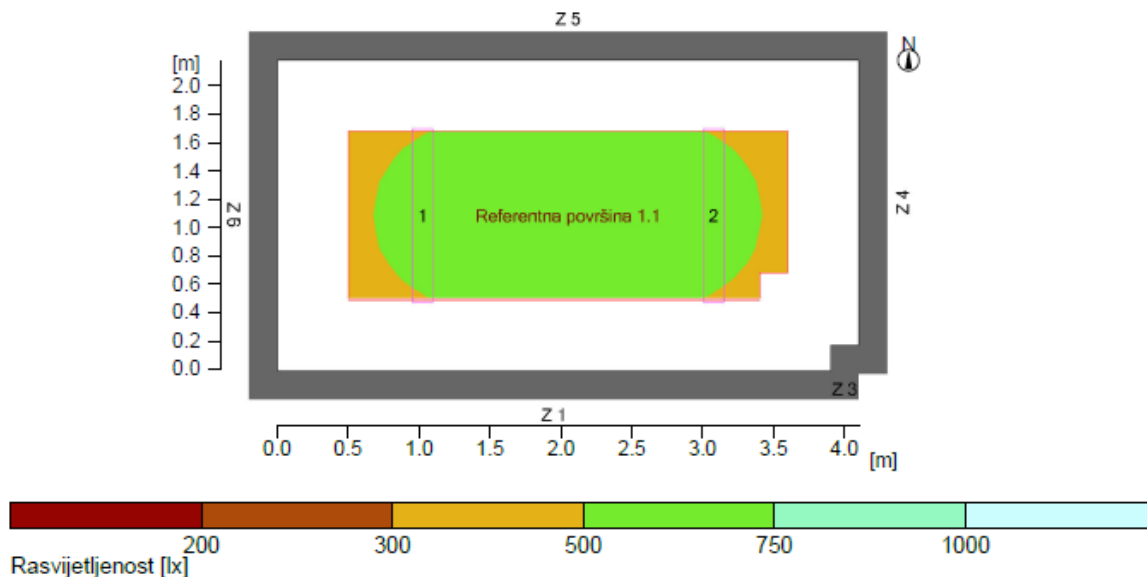 Z 5
N
[m]
2.0
1.8
1.6
1.4
1.2
1.0
0.8
0.6
0.4
0.2
0.0
Z 6
1
Referentna površina 1.1
2
Z 4
Z 3
Z 1
0.0 0.5 1.0 1.5 2.0 2.5 3.0 3.5 4.0
[m]
200 300 500 750 1000
Rasvijetljenost [lx]